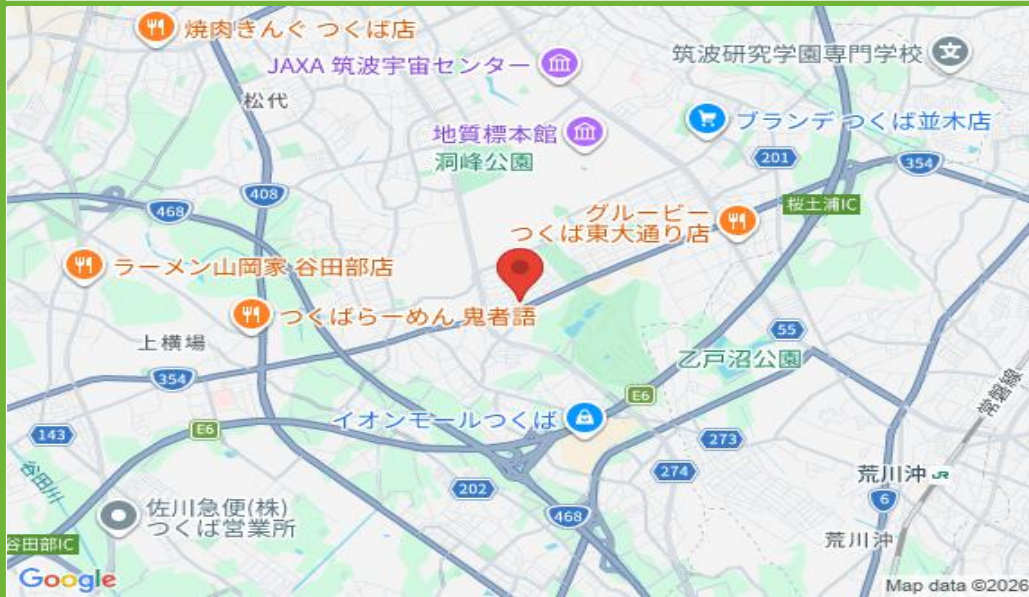 焼肉きんぐ つくば店
JAXA 筑波宇宙センター
筑波研究学園専門学校
松代
地質標本館
洞峰公園
ブランデ つくば並木店
201
354
408
468
桜土浦IC
グルービー
つくば東大通り店
ラーメン山岡家 谷田部店
つくばらーめん 鬼者語
上横場
55
乙戸沼公園
354
E6
常磐線
イオンモールつくば
143
E6
273
谷田川
274
荒川沖
JR
202
6
佐川急便(株)
つくば営業所
468
谷田部IC
荒川沖
Google
Map data ©2026